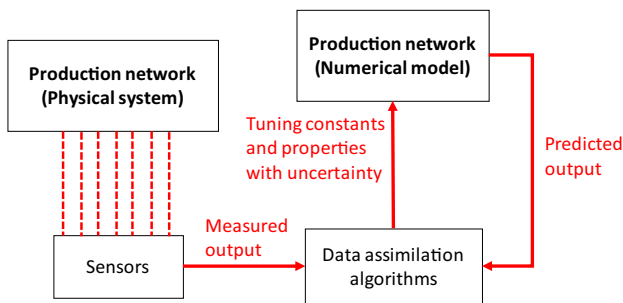 Production network
(Physical system)
Production network
(Numerical model)
Tuning constants
and properties
with uncertainty
Predicted
output
Measured
output
Sensors
Data assimilation
algorithms